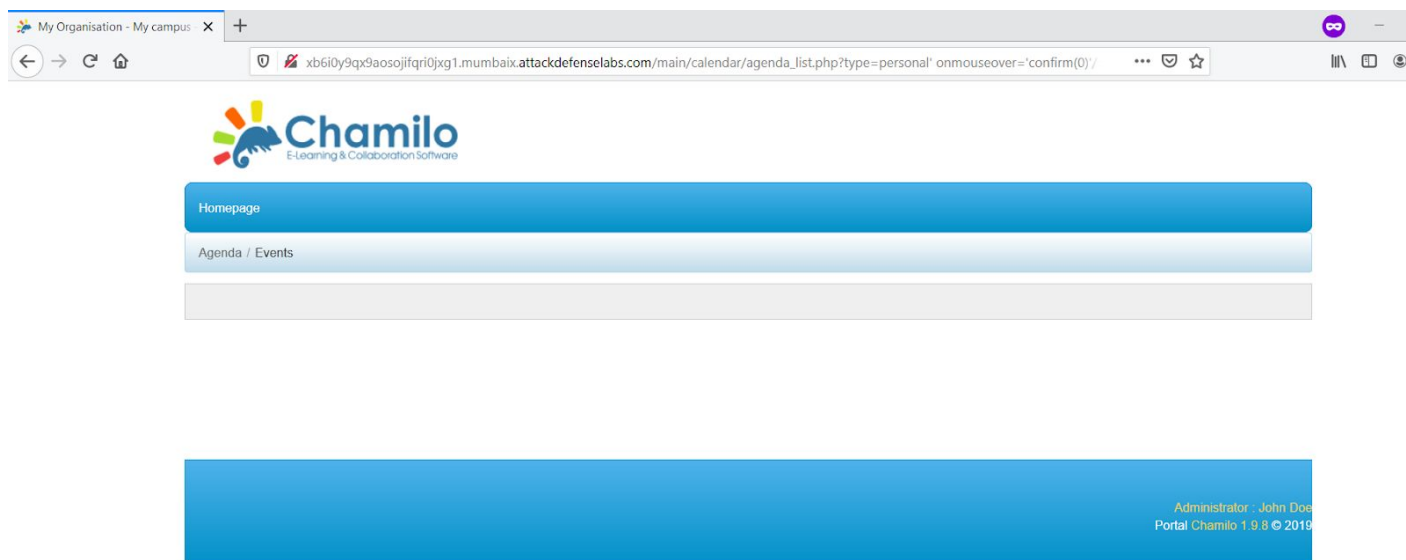 My Organisation - My campus -
xb6i0y9qx9aosojifqri0jxg1.mumbaix.attackdefenselabs.com/main/calendar/agenda_list.php?type=personal' onmouseover='confirm(0)'/
Chamilo
E-Learning & Collaboration Software
Homepage
Agenda / Events
Administrator : John Doe
Portal Chamilo 1.9.8 © 2019